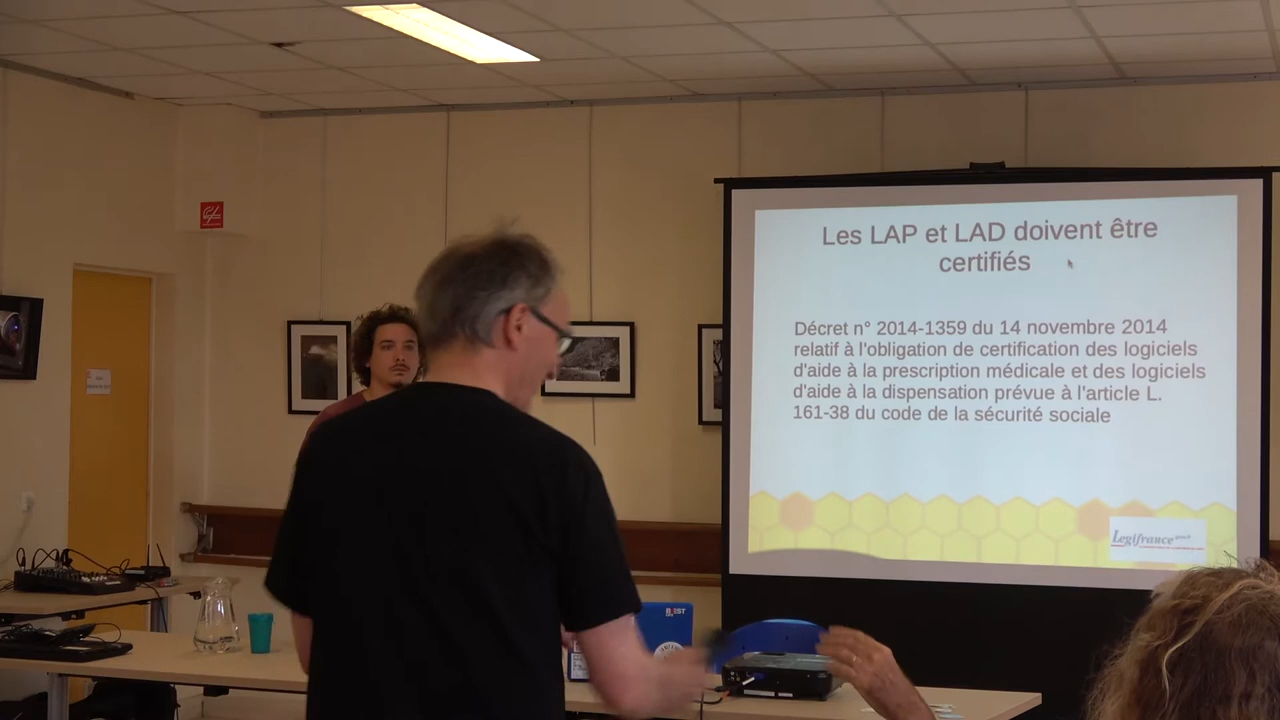 Les LAP et LAD doivent être
certifiés
Décret n° 2014-1359 du 14 novembre 2014
relatif à l'obligation de certification des logiciels
d'aide à la prescription médicale et des logiciels
d'aide à la dispensation prévue à l'article L.
161-38 du code de la sécurité sociale
Legifrance